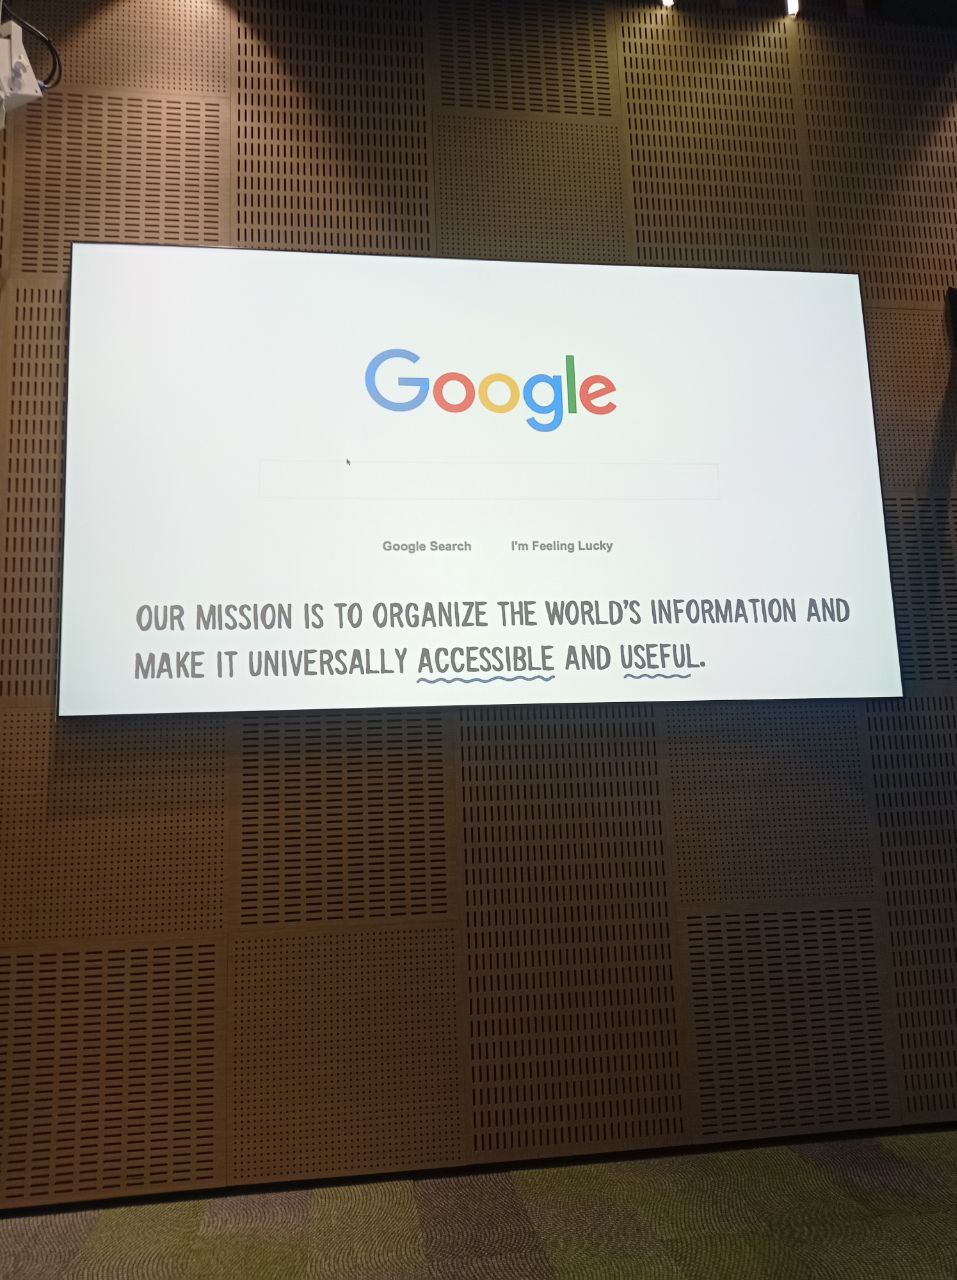 Google
Google Search I'm Feeling Lucky
OUR MISSION IS TO ORGANIZE THE WORLD'S INFORMATION AND
MAKE IT UNIVERSALLY ACCESSIBLE AND USEFUL.